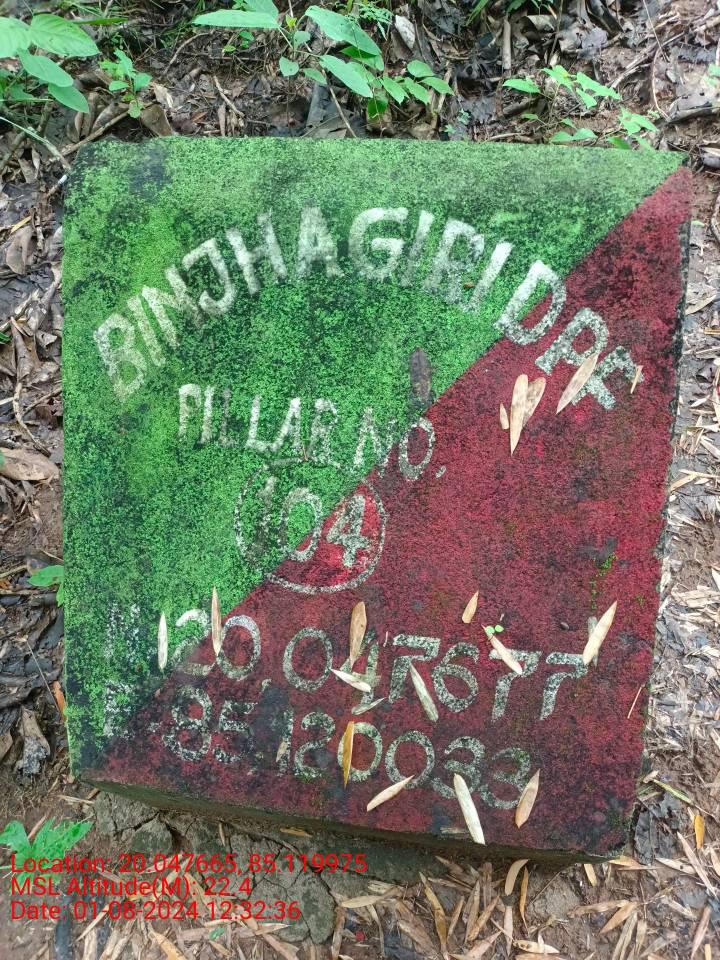 BINJHAGIRI DPF
PILLAR NO.
104
N 20.047677
E 85.120033
Location: 20.047665, 85.119975
MSL Altitude(M): 22.4
Date: 01-08-2024 12:32:36